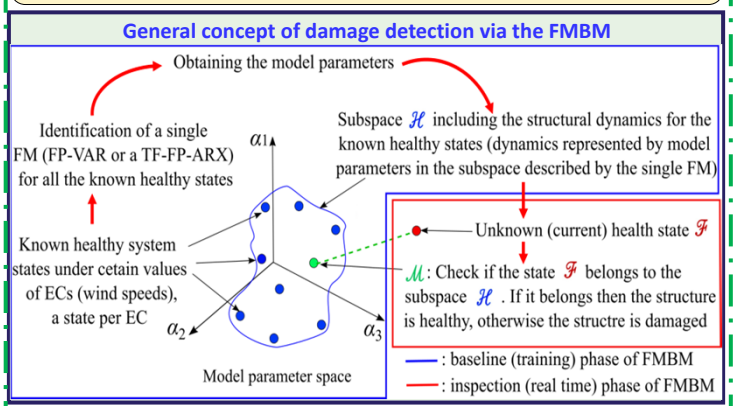 General concept of damage detection via the FMBM
Obtaining the model parameters
Identification of a single
FM (FP-VAR or a TF-FP-ARX)
for all the known healthy states
α1
Subspace ℋ including the structural dynamics for the
known healthy states (dynamics represented by model
parameters in the subspace described by the single FM)
Known healthy system
states under cetain values
of ECs (wind speeds),
a state per EC
α2
α3
Model parameter space
Unknown (current) health state ℱ
ℳ: Check if the state ℱ belongs to the
subspace ℋ. If it belongs then the structure
is healthy, otherwise the structre is damaged
: baseline (training) phase of FMBM
: inspection (real time) phase of FMBM